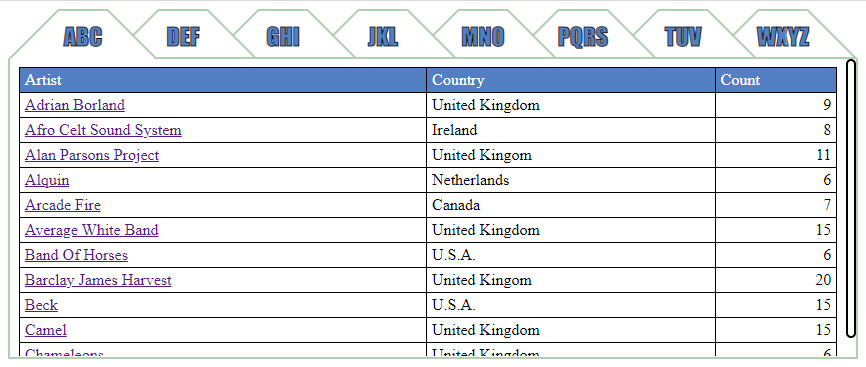 ABC DEF GHI JKL MNO PQRS TUV WXYZ
Artist Country Count
Adrian Borland United Kingdom 9
Afro Celt Sound System Ireland 8
Alan Parsons Project United Kingom 11
Alquin Netherlands 6
Arcade Fire Canada 7
Average White Band United Kingdom 15
Band Of Horses U.S.A. 6
Barclay James Harvest United Kingom 20
Beck U.S.A. 15
Camel United Kingdom 15
Chameleons United Kingdom 6